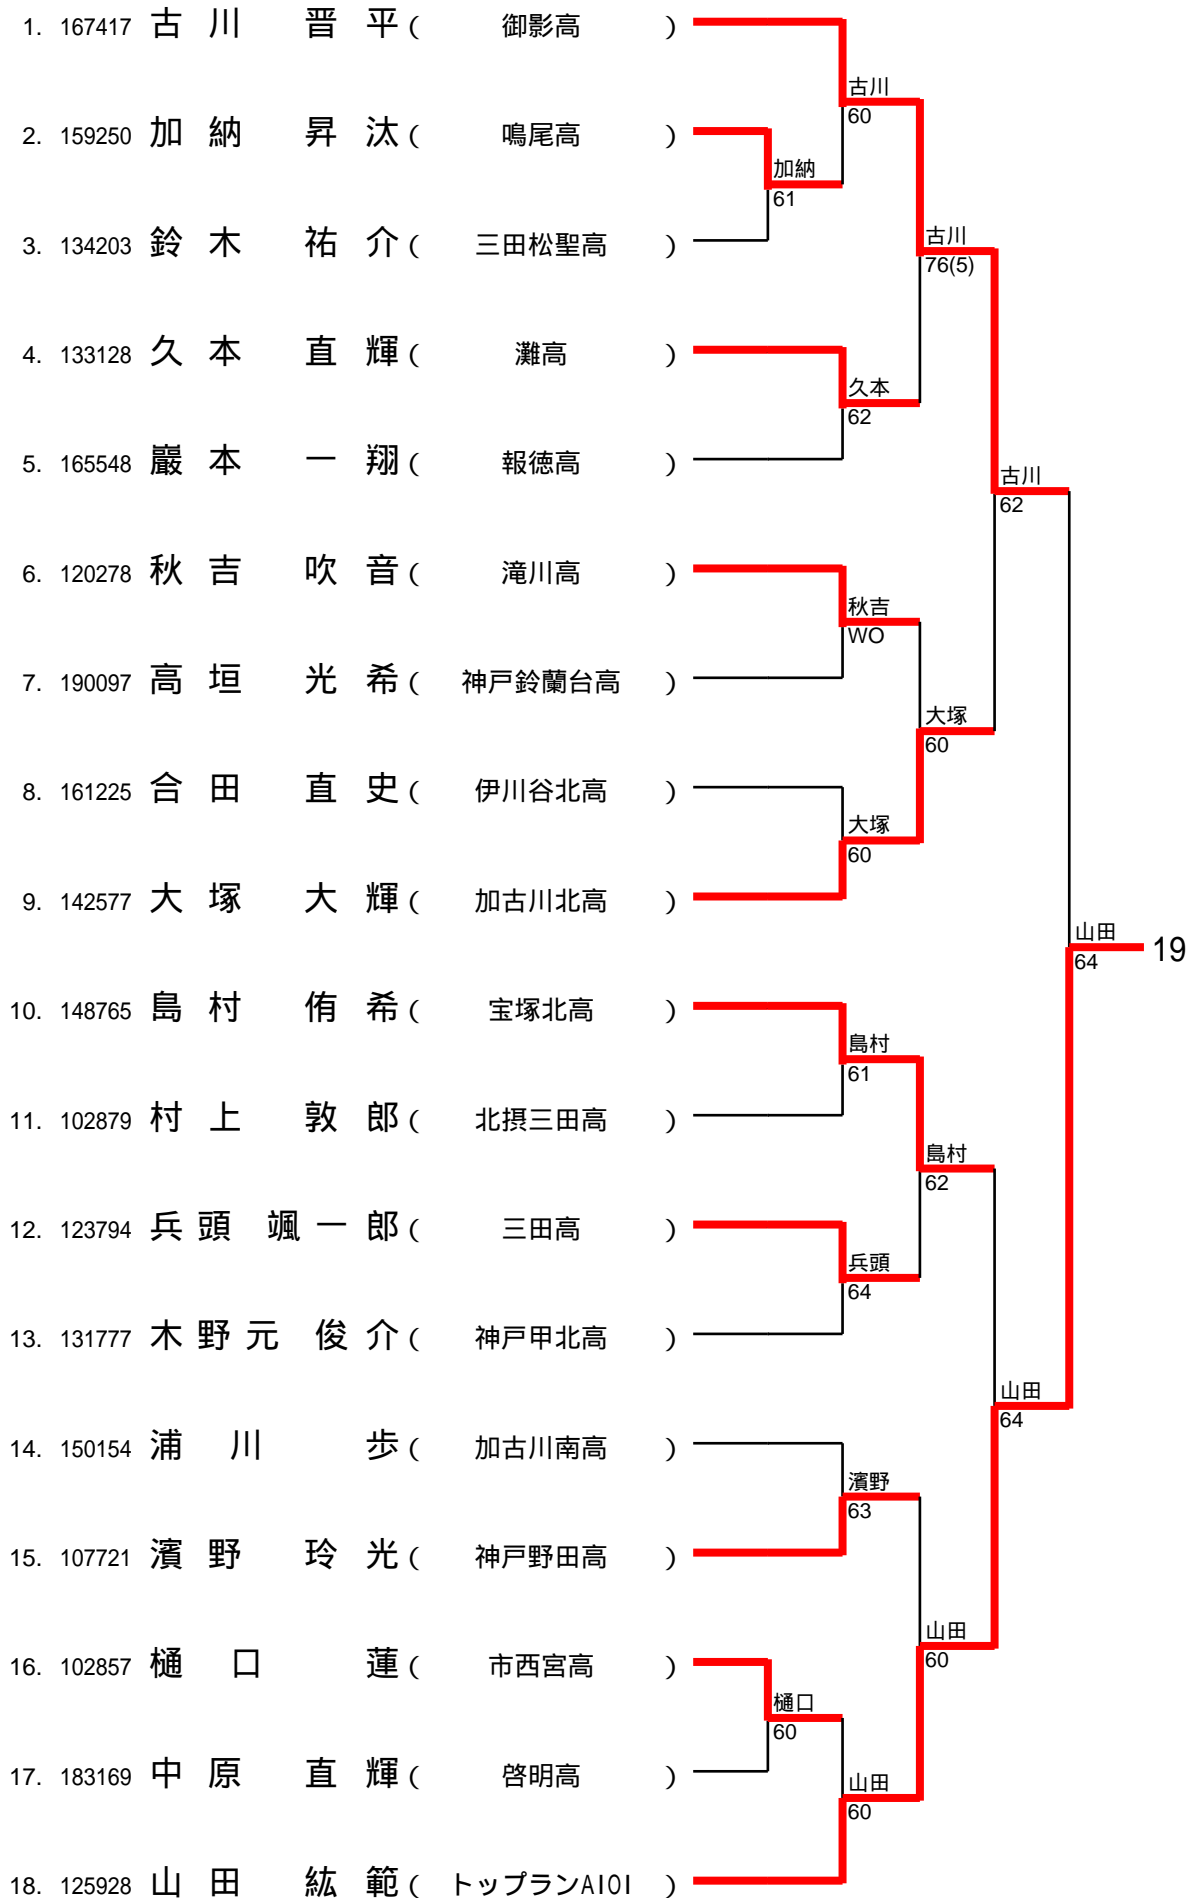 1. 167417 古川 晋平 ( 御影高 )
古川
60
2. 159250 加納 昇汰 ( 鳴尾高 )
加納
61
3. 134203 鈴木 祐介 ( 三田松聖高 )
古川
76(5)
4. 133128 久本 直輝 ( 灘高 )
久本
62
5. 165548 巖本 一翔 ( 報徳高 )
古川
62
6. 120278 秋吉 吹音 ( 滝川高 )
秋吉
WO
7. 190097 高垣 光希 ( 神戸鈴蘭台高 )
大塚
60
8. 161225 合田 直史 ( 伊川谷北高 )
大塚
60
9. 142577 大塚 大輝 ( 加古川北高 )
山田
64
19
10. 148765 島村 侑希 ( 宝塚北高 )
島村
61
11. 102879 村上 敦郎 ( 北摂三田高 )
島村
62
12. 123794 兵頭 颯一郎 ( 三田高 )
兵頭
64
13. 131777 木野元 俊介 ( 神戸甲北高 )
山田
64
14. 150154 浦川 歩 ( 加古川南高 )
濱野
63
15. 107721 濱野 玲光 ( 神戸野田高 )
山田
60
16. 102857 樋口 蓮 ( 市西宮高 )
樋口
60
17. 183169 中原 直輝 ( 啓明高 )
山田
60
18. 125928 山田 紘範 ( トップランAIOI )